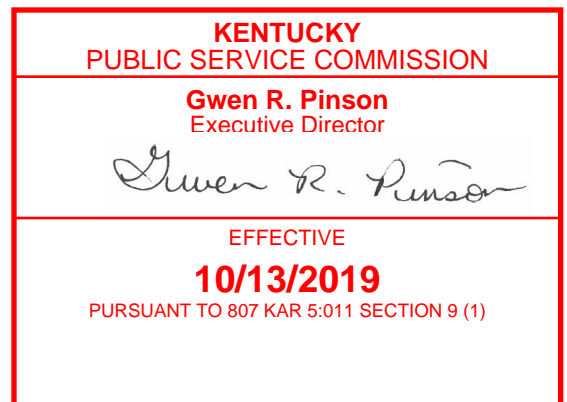 KENTUCKY
PUBLIC SERVICE COMMISSION
Gwen R. Pinson
Executive Director
Gwen R. Pinson
EFFECTIVE
10/13/2019
PURSUANT TO 807 KAR 5:011 SECTION 9 (1)